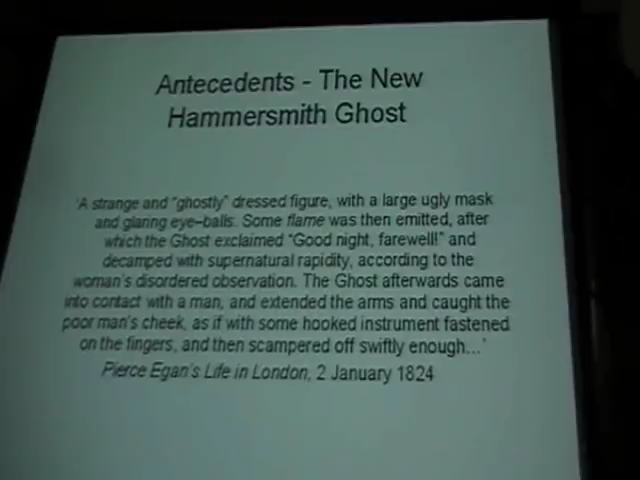 Antecedents - The New
Hammersmith Ghost
'A strange and "ghostly" dressed figure, with a large ugly mask
and glaring eye-balls. Some flame was then emitted, after
which the Ghost exclaimed "Good night, farewell!" and
decamped with supernatural rapidity, according to the
woman's disordered observation. The Ghost afterwards came
into contact with a man, and extended the arms and caught the
poor man's cheek, as if with some hooked instrument fastened
on the fingers, and then scampered off swiftly enough...'
Pierce Egan's Life in London, 2 January 1824